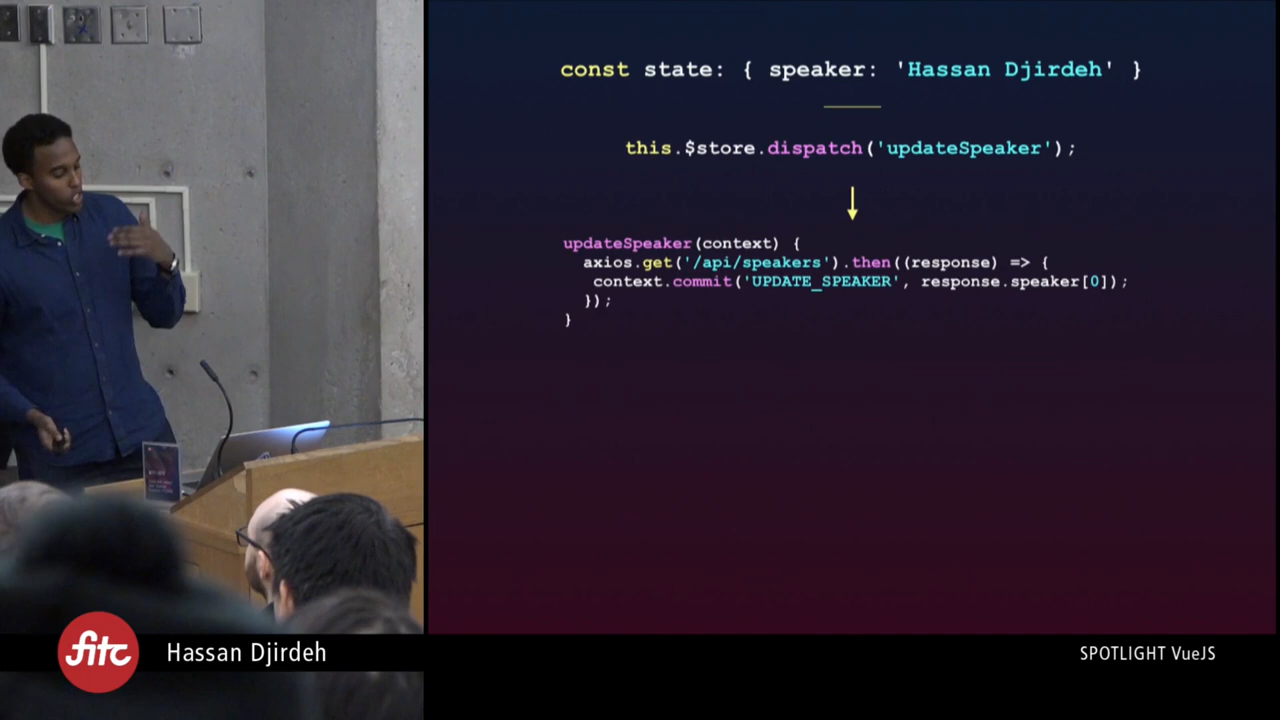 const state: { speaker: 'Hassan Djirdeh' }
this.$store.dispatch('updateSpeaker');
updateSpeaker(context) {
axios.get('/api/speakers').then((response) => {
context.commit('UPDATE_SPEAKER', response.speaker[0]);
});
}
fitc
Hassan Djirdeh
SPOTLIGHT VueJS